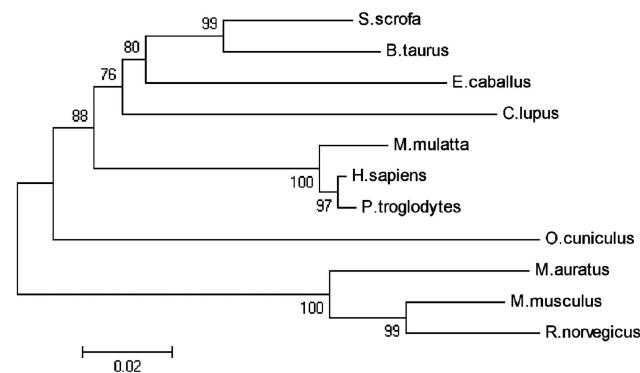 S.scrofa
99
B.taurus
80
E.caballus
76
C.lupus
88
M.mulatta
100
H.sapiens
97
P.troglodytes
O.cuniculus
M.auratus
100
M.musculus
99
R.norvegicus
0.02